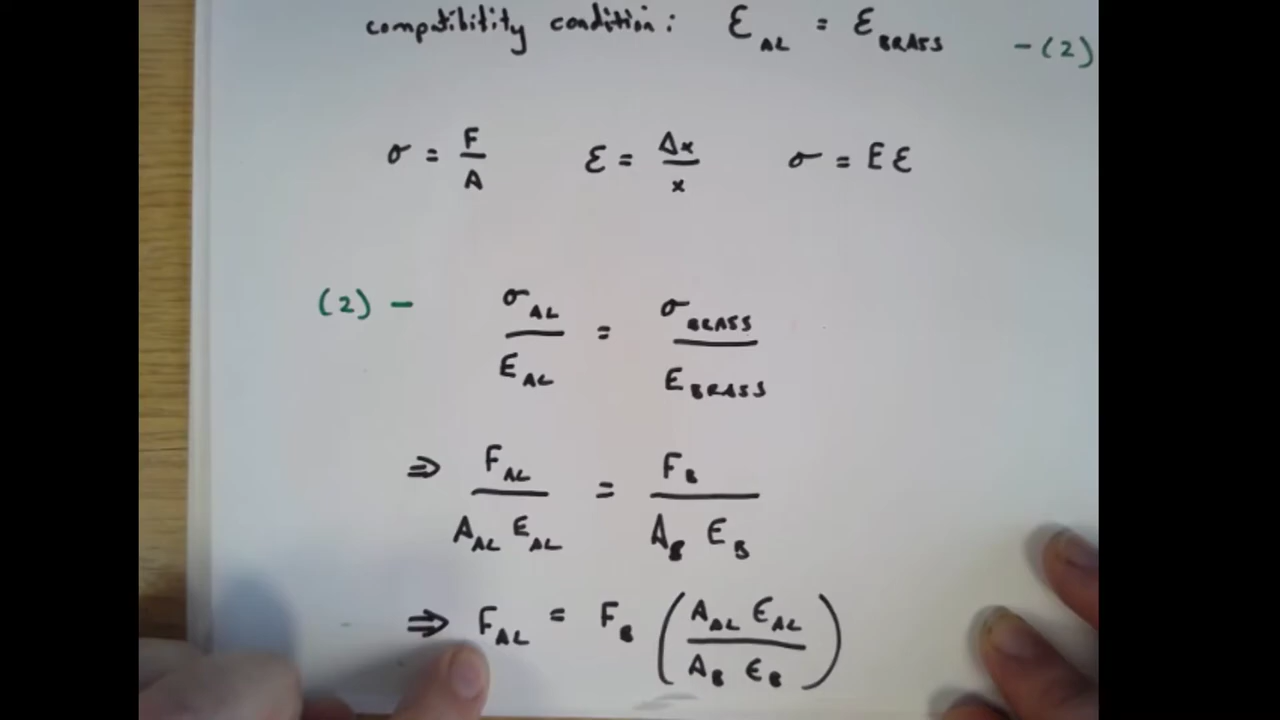 compatibility condition: ε_AL = ε_BRASS - (2)
σ = F/A ε = Δx/x σ = E ε
(2) - σ_AL / E_AL = σ_BRASS / E_BRASS
⇒ F_AL / A_AL E_AL = F_B / A_B E_B
⇒ F_AL = F_B ( A_AL E_AL / A_B E_B )